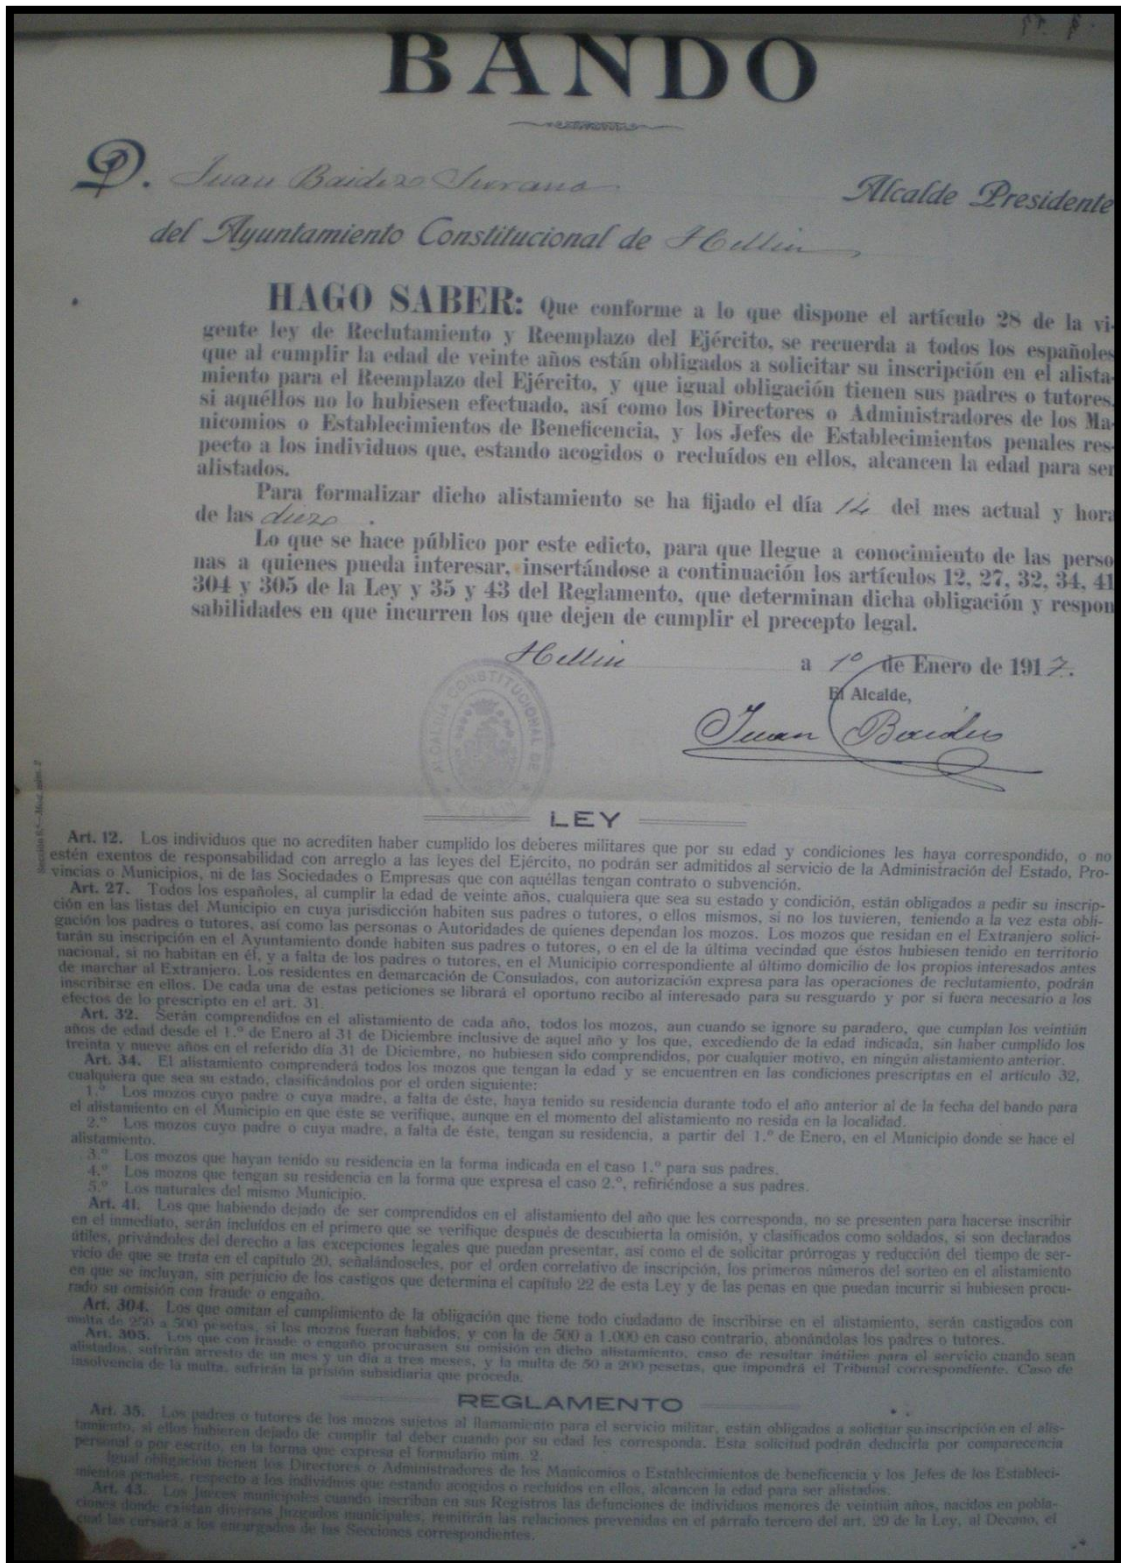 BANDO
D. Juan Baidez Alcalde Presidente
del Ayuntamiento Constitucional de Hellin
HAGO SABER: Que conforme a lo que dispone el artículo 28 de la vi-
gente ley de Reclutamiento y Reemplazo del Ejército, se recuerda a todos los españoles
que al cumplir la edad de veinte años están obligados a solicitar su inscripción en el alista-
miento para el Reemplazo del Ejército, y que igual obligación tienen sus padres o tutores,
si aquéllos no lo hubiesen efectuado, así como los Directores o Administradores de los Ma-
nicomios o Establecimientos de Beneficencia, y los Jefes de Establecimientos penales res-
pecto a los individuos que, estando acogidos o recluídos en ellos, alcancen la edad para ser
alistados.
Para formalizar dicho alistamiento se ha fijado el día 14 del mes actual y hora
de las diez .
Lo que se hace público por este edicto, para que llegue a conocimiento de las perso
nas a quienes pueda interesar, insertándose a continuación los artículos 12, 27, 32, 34, 41
304 y 305 de la Ley y 35 y 43 del Reglamento, que determinan dicha obligación y respon
sabilidades en que incurren los que dejen de cumplir el precepto legal.
Hellin a 1º de Enero de 1917.
El Alcalde,
Juan Baidez
ALCALDIA CONSTITUCIONAL DE
LEY
Art. 12. Los individuos que no acrediten haber cumplido los deberes militares que por su edad y condiciones les haya correspondido, o no
estén exentos de responsabilidad con arreglo a las leyes del Ejército, no podrán ser admitidos al servicio de la Administración del Estado, Pro-
vincias o Municipios, ni de las Sociedades o Empresas que con aquéllas tengan contrato o subvención.
Art. 27. Todos los españoles, al cumplir la edad de veinte años, cualquiera que sea su estado y condición, están obligados a pedir su inscrip-
ción en las listas del Municipio en cuya jurisdicción habiten sus padres o tutores, o ellos mismos, si no los tuvieren, teniendo a la vez esta obli-
gación los padres o tutores, así como las personas o Autoridades de quienes dependan los mozos. Los mozos que residan en el Extranjero solici-
tarán su inscripción en el Ayuntamiento donde habiten sus padres o tutores, o en el de la última vecindad que éstos hubiesen tenido en territorio
nacional, si no habitan en él, y a falta de los padres o tutores, en el Municipio correspondiente al último domicilio de los propios interesados antes
de marchar al Extranjero. Los residentes en demarcación de Consulados, con autorización expresa para las operaciones de reclutamiento, podrán
inscribirse en ellos. De cada una de estas peticiones se librará el oportuno recibo al interesado para su resguardo y por si fuera necesario a los
efectos de lo prescripto en el art. 31.
Art. 32. Serán comprendidos en el alistamiento de cada año, todos los mozos, aun cuando se ignore su paradero, que cumplan los veintiún
años de edad desde el 1.º de Enero al 31 de Diciembre inclusive de aquel año y los que, excediendo de la edad indicada, sin haber cumplido los
treinta y nueve años en el referido día 31 de Diciembre, no hubiesen sido comprendidos, por cualquier motivo, en ningún alistamiento anterior.
Art. 34. El alistamiento comprenderá todos los mozos que tengan la edad y se encuentren en las condiciones prescriptas en el artículo 32,
cualquiera que sea su estado, clasificándolos por el orden siguiente:
1.º Los mozos cuyo padre o cuya madre, a falta de éste, haya tenido su residencia durante todo el año anterior al de la fecha del bando para
el alistamiento en el Municipio en que éste se verifique, aunque en el momento del alistamiento no resida en la localidad.
2.º Los mozos cuyo padre o cuya madre, a falta de éste, tengan su residencia, a partir del 1.º de Enero, en el Municipio donde se hace el
alistamiento.
3.º Los mozos que hayan tenido su residencia en la forma indicada en el caso 1.º para sus padres.
4.º Los mozos que tengan su residencia en la forma que expresa el caso 2.º, refiriéndose a sus padres.
5.º Los naturales del mismo Municipio.
Art. 41. Los que habiendo dejado de ser comprendidos en el alistamiento del año que les corresponda, no se presenten para hacerse inscribir
en el inmediato, serán incluídos en el primero que se verifique después de descubierta la omisión, y clasificados como soldados, si son declarados
útiles, privándoles del derecho a las excepciones legales que puedan presentar, así como el de solicitar prórrogas y reducción del tiempo de ser-
vicio de que se trata en el capítulo 20, señalándoseles, por el orden correlativo de inscripción, los primeros números del sorteo en el alistamiento
en que se incluyan, sin perjuicio de los castigos que determina el capítulo 22 de esta Ley y de las penas en que puedan incurrir si hubiesen procu-
rado su omisión con fraude o engaño.
Art. 304. Los que omitan el cumplimiento de la obligación que tiene todo ciudadano de inscribirse en el alistamiento, serán castigados con
multa de 250 a 500 pesetas, si los mozos fueran habidos, y con la de 500 a 1.000 en caso contrario, abonándolas los padres o tutores.
Art. 305. Los que con fraude o engaño procurasen su omisión en dicho alistamiento, caso de resultar inútiles para el servicio cuando sean
alistados, sufrirán arresto de un mes y un día a tres meses, y la multa de 50 a 200 pesetas, que impondrá el Tribunal correspondiente. Caso de
insolvencia de la multa, sufrirán la prisión subsidiaria que proceda.
REGLAMENTO
Art. 35. Los padres o tutores de los mozos sujetos al llamamiento para el servicio militar, están obligados a solicitar su inscripción en el alis-
tamiento, si ellos hubieren dejado de cumplir tal deber cuando por su edad les corresponda. Esta solicitud podrán deducirla por comparecencia
personal o por escrito, en la forma que expresa el formulario núm. 2.
Igual obligación tienen los Directores o Administradores de los Manicomios o Establecimientos de beneficencia y los Jefes de los Estableci-
mientos penales, respecto a los individuos que estando acogidos o recluídos en ellos, alcancen la edad para ser alistados.
Art. 43. Los Jueces municipales cuando inscriban en sus Registros las defunciones de individuos menores de veintiún años, nacidos en pobla-
ciones donde existan diversos Juzgados municipales, remitirán las relaciones prevenidas en el párrafo tercero del art. 29 de la Ley, al Decano, el
cual las cursará a los encargados de las Secciones correspondientes.